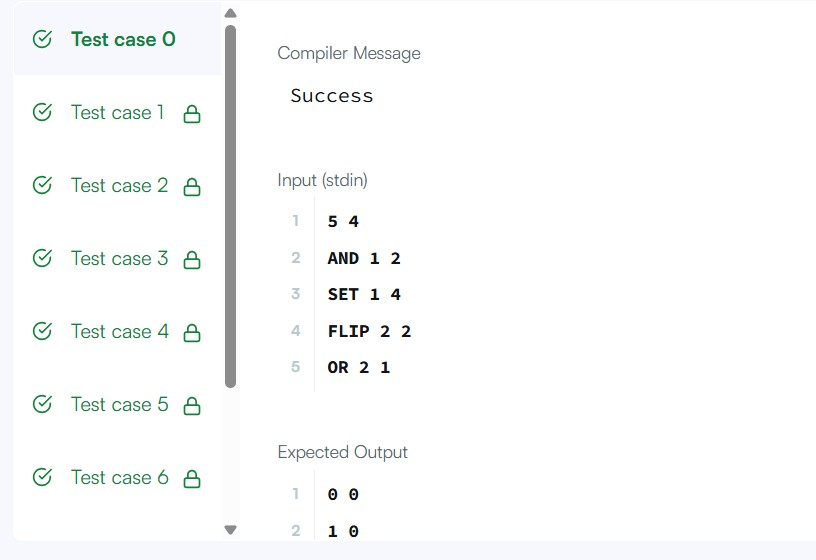 Test case 0
Test case 1
Test case 2
Test case 3
Test case 4
Test case 5
Test case 6
Compiler Message
Success
Input (stdin)
1 5 4
2 AND 1 2
3 SET 1 4
4 FLIP 2 2
5 OR 2 1
Expected Output
1 0 0
2 1 0